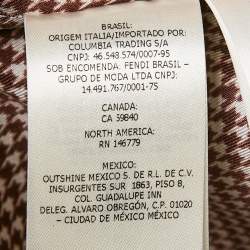 BRASIL:
ORIGEM ITALIA/IMPORTADO POR:
COLUMBIA TRADING S/A
CNPJ: 46.548.574/0007-95
SOB ENCOMENDA: FENDI BRASIL –
GRUPO DE MODA LTDA CNPJ:
14.491.767/0001-75
CANADA:
CA 59840
NORTH AMERICA:
RN 146779
MEXICO:
OUTSHINE MEXICO S. DE R.L. DE C.V.
INSURGENTES SUR 1863, PISO 8,
COL. GUADALUPE INN
DELEG. ALVARO OBREGÓN, C.P. 1020
– CIUDAD DE MÉXICO MÉXICO